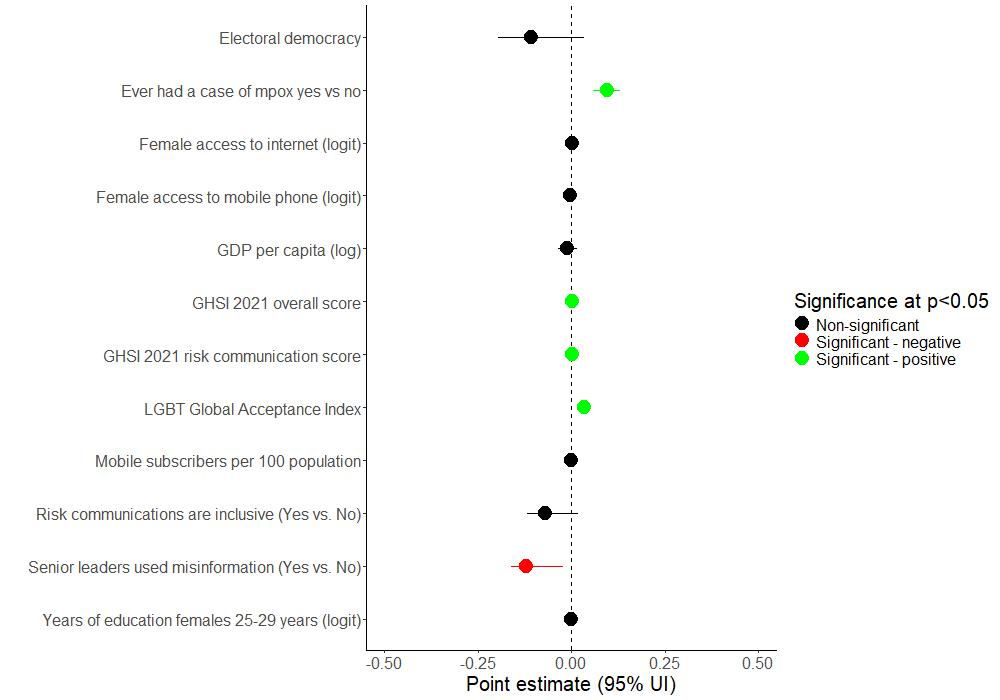 Electoral democracy
Ever had a case of mpox yes vs no
Female access to internet (logit)
Female access to mobile phone (logit)
GDP per capita (log)
GHSI 2021 overall score
GHSI 2021 risk communication score
LGBT Global Acceptance Index
Mobile subscribers per 100 population
Risk communications are inclusive (Yes vs. No)
Senior leaders used misinformation (Yes vs. No)
Years of education females 25-29 years (logit)
-0.50 -0.25 0.00 0.25 0.50
Point estimate (95% UI)
Significance at p<0.05
Non-significant
Significant - negative
Significant - positive